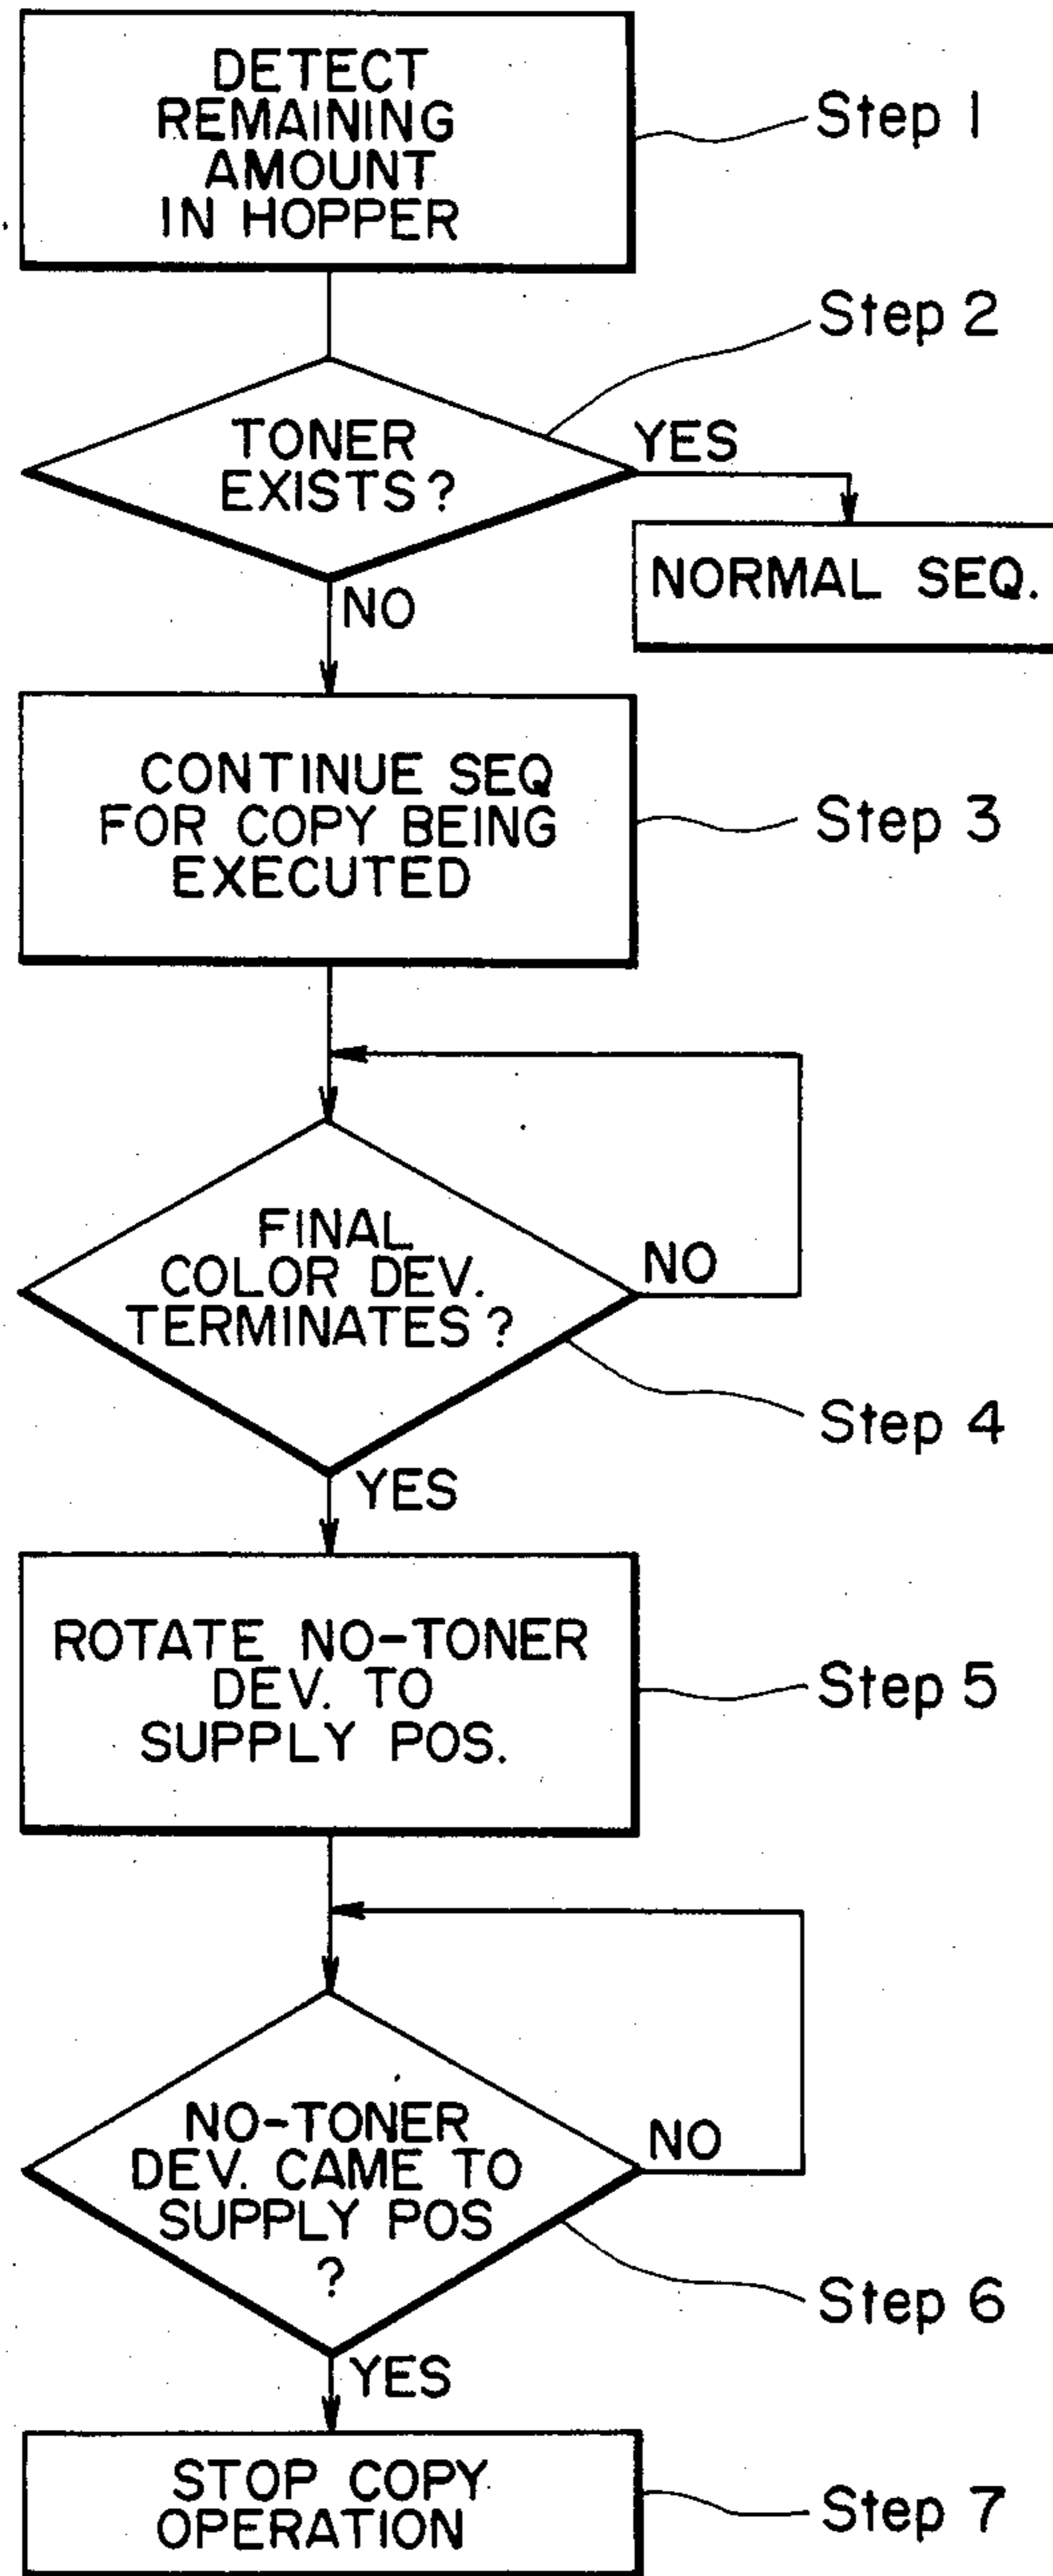 DETECT
REMAINING
AMOUNT
IN HOPPER
Step 1
Step 2
TONER
EXISTS?
YES
NORMAL SEQ.
NO
CONTINUE SEQ
FOR COPY BEING
EXECUTED
Step 3
FINAL
COLOR DEV.
TERMINATES?
NO
Step 4
YES
ROTATE NO-TONER
DEV. TO
SUPPLY POS.
Step 5
NO-TONER
DEV. CAME TO
SUPPLY POS
?
NO
Step 6
YES
STOP COPY
OPERATION
Step 7